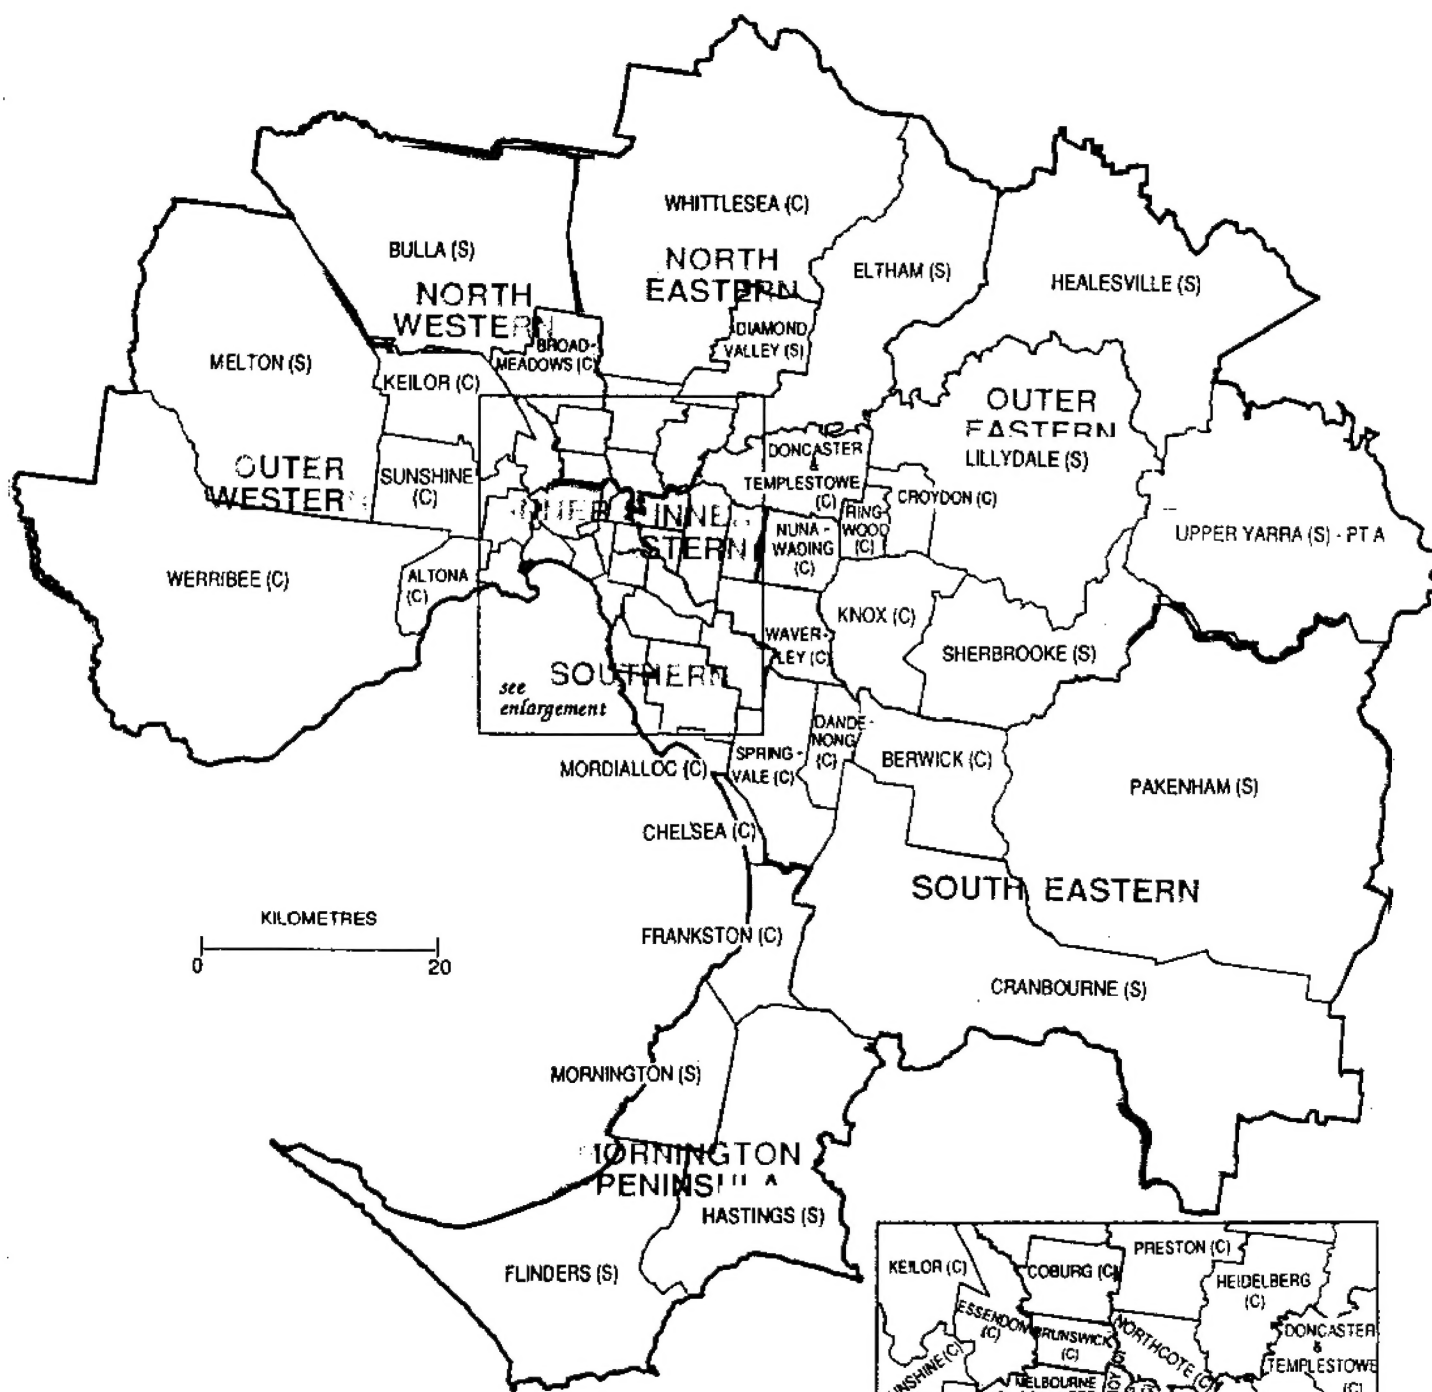 WHITTLESEA (C)
BULLA (S)
NORTH
EASTERN
ELTHAM (S)
HEALESVILLE (S)
NORTH
WESTERN
DIAMOND
VALLEY (S)
BROAD-
MEADOWS (C)
MELTON (S)
KEILOR (C)
OUTER
EASTERN
LILLYDALE (S)
DONCASTER
&
TEMPLESTOWE
(C)
OUTER
WESTERN
SUNSHINE
(C)
CROYDON (C)
RING-
WOOD
(C)
NUNA-
WADING
(C)
UPPER YARRA (S) - PT A
WERRIBEE (C)
ALTONA
(C)
KNOX (C)
WAVER-
LEY (C)
SHERBROOKE (S)
SOUTHERN
see
enlargement
DANDE-
NONG
(C)
SPRING-
VALE (C)
BERWICK (C)
MORDIALLOC (C)
PAKENHAM (S)
CHELSEA (C)
SOUTH EASTERN
KILOMETRES
0 20
FRANKSTON (C)
CRANBOURNE (S)
MORNINGTON (S)
MORNINGTON
PENINSULA
HASTINGS (S)
FLINDERS (S)
PRESTON (C)
KEILOR (C)
COBURG (C)
HEIDELBERG
(C)
ESSENDON
(C)
BRUNSWICK
(C)
NORTHCOTE (C)
DONCASTER
&
TEMPLESTOWE
(C)
MELBOURNE